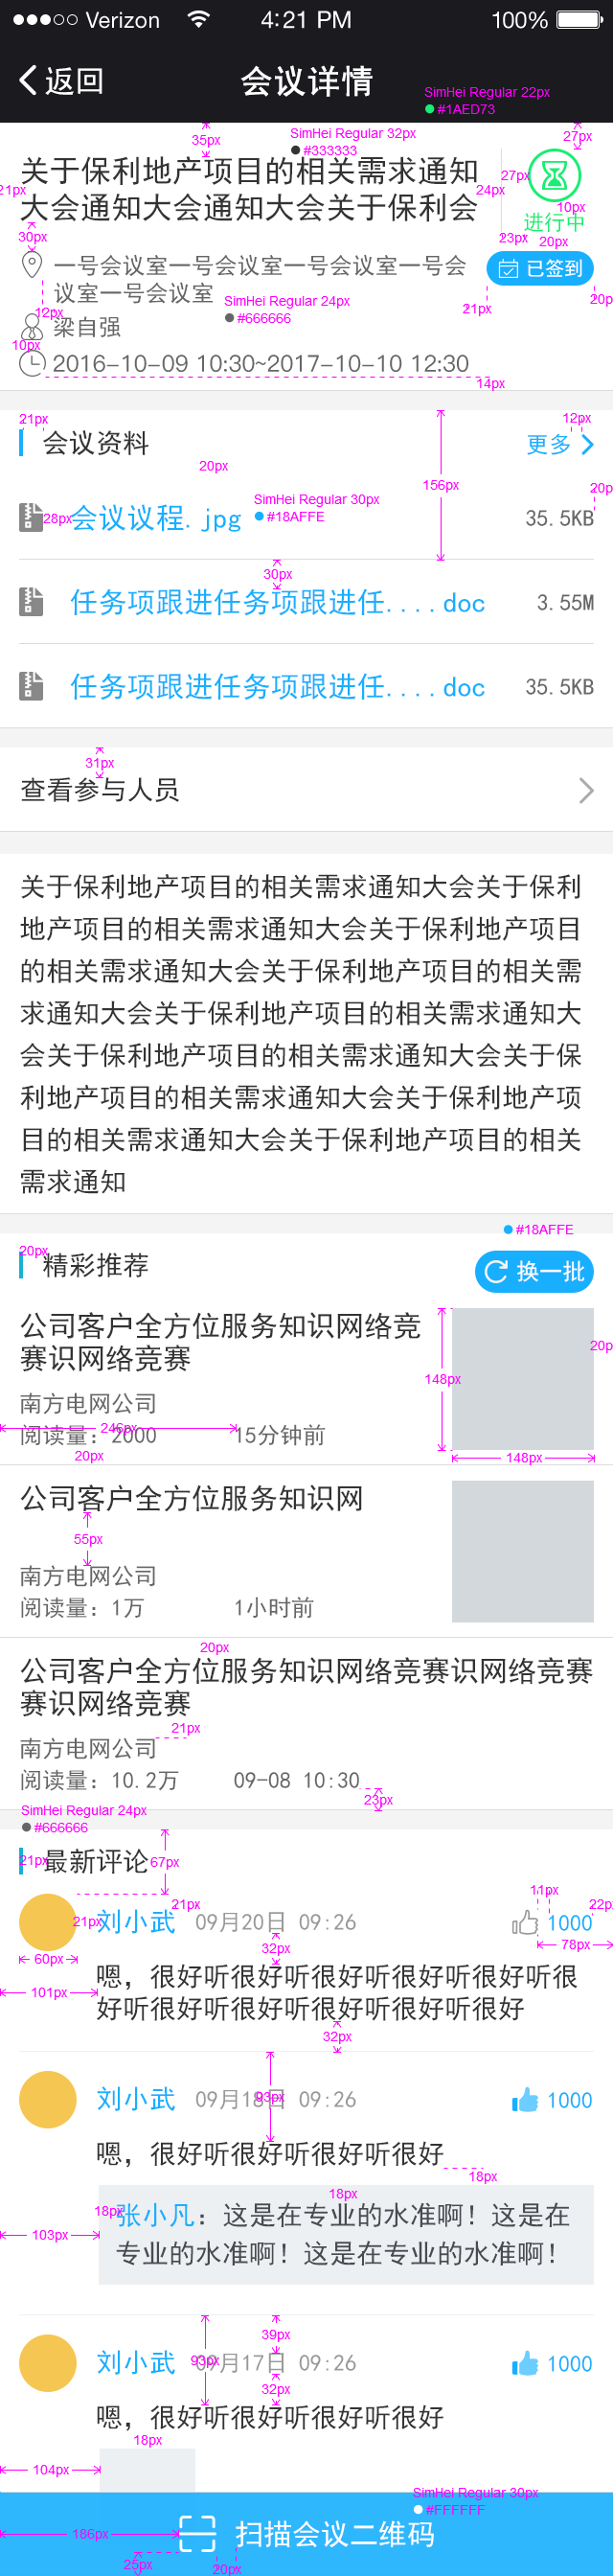 Verizon 4:21 PM 100%
返回 会议详情
SimHei Regular 22px
#1AED73
35px
SimHei Regular 32px
#333333
27px
关于保利地产项目的相关需求通知
大会通知大会通知大会关于保利会
21px
24px
27px
10px
进行中
30px
23px
20px
一号会议室一号会议室一号会议室一号会
议室一号会议室
已签到
SimHei Regular 24px
#666666
21px
20p
12px
梁自强
10px
2016-10-09 10:30~2017-10-10 12:30
14px
21px
12px
会议资料 更多
20px
156px
20p
SimHei Regular 30px
#18AFFE
28px
会议议程.jpg 35.5KB
30px
任务项跟进任务项跟进任....doc 3.55M
任务项跟进任务项跟进任....doc 35.5KB
31px
查看参与人员
关于保利地产项目的相关需求通知大会关于保利
地产项目的相关需求通知大会关于保利地产项目
的相关需求通知大会关于保利地产项目的相关需
求通知大会关于保利地产项目的相关需求通知大
会关于保利地产项目的相关需求通知大会关于保
利地产项目的相关需求通知大会关于保利地产项
目的相关需求通知大会关于保利地产项目的相关
需求通知
#18AFFE
20px
精彩推荐 换一批
公司客户全方位服务知识网络竞
赛识网络竞赛
20p
148px
南方电网公司
246px
阅读量：2000 15分钟前
20px
148px
公司客户全方位服务知识网
55px
南方电网公司
阅读量：1万 1小时前
20px
公司客户全方位服务知识网络竞赛识网络竞赛
赛识网络竞赛
21px
南方电网公司
阅读量：10.2万 09-08 10:30
23px
SimHei Regular 24px
#666666
21px
最新评论
67px
21px
11px
22p
21px
刘小武 09月20日 09:26 1000
32px
78px
60px
嗯，很好听很好听很好听很好听很好听很
101px
好听很好听很好听很好听很好听很好
32px
93px
刘小武 09月18日 09:26 1000
嗯，很好听很好听很好听很好
18px
18px
18px
张小凡：这是在专业的水准啊！这是在
103px
专业的水准啊！这是在专业的水准啊！
39px
93px
刘小武 09月17日 09:26 1000
32px
嗯，很好听很好听很好听很好
18px
104px
SimHei Regular 30px
#FFFFFF
186px
扫描会议二维码
25px
20px